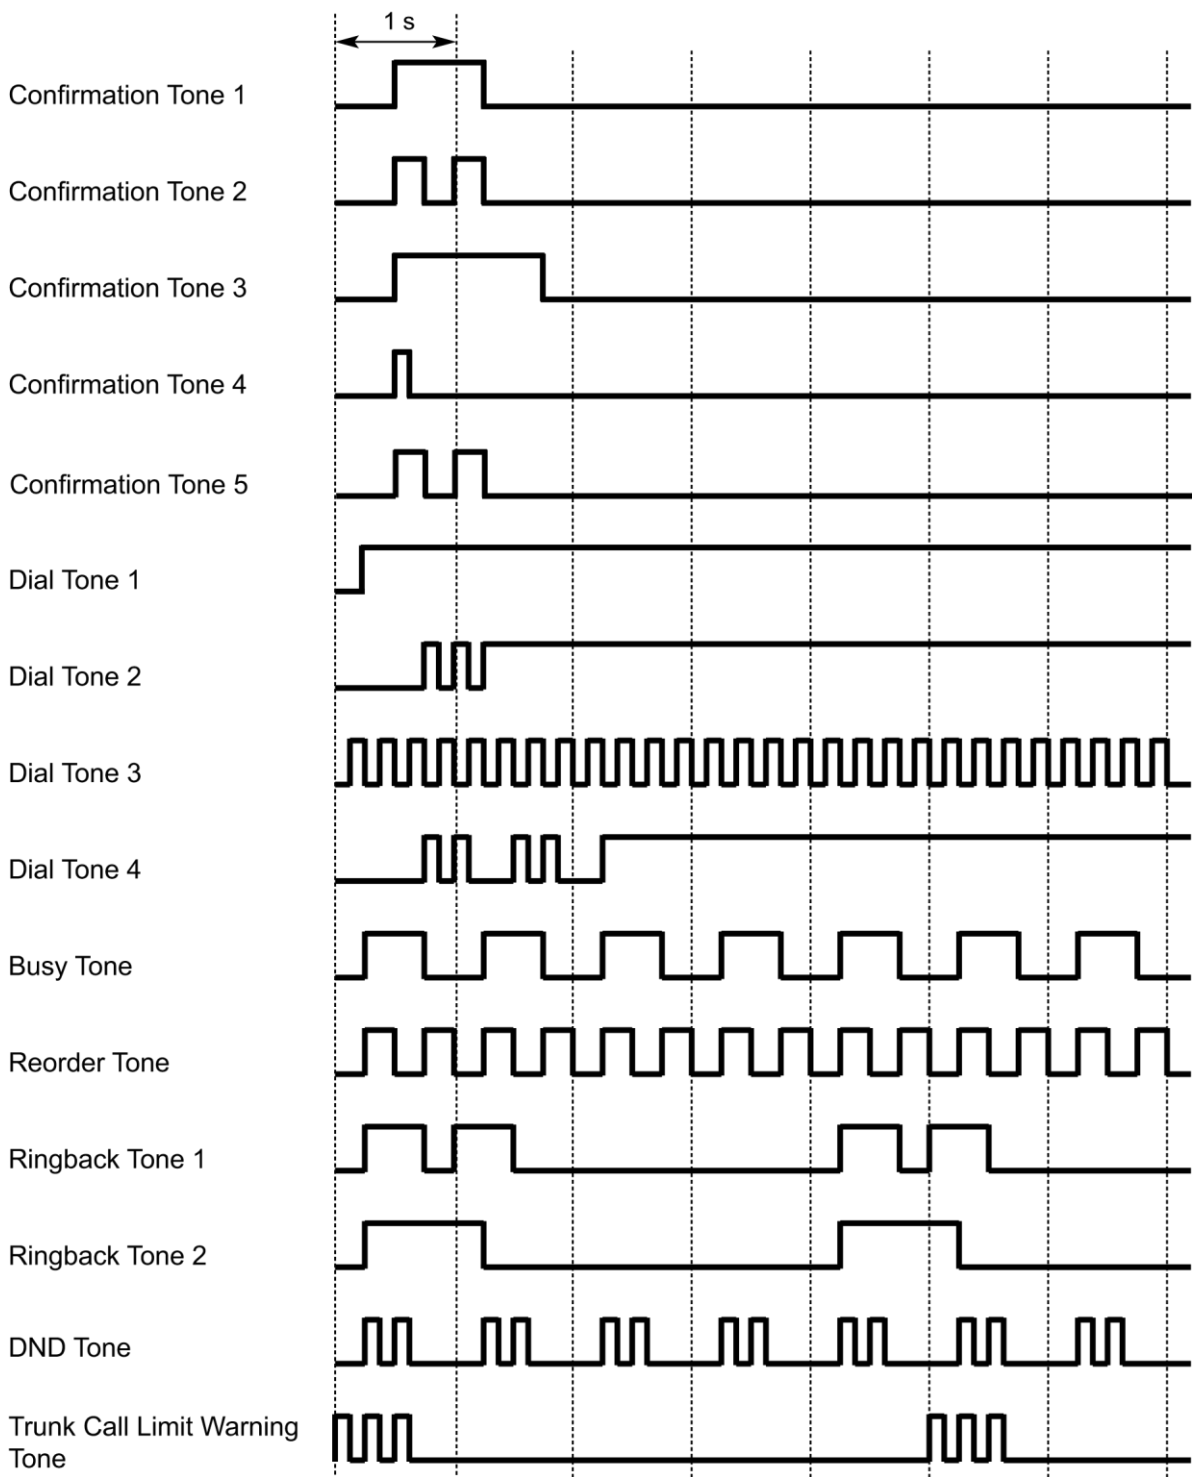 1 s
Confirmation Tone 1
Confirmation Tone 2
Confirmation Tone 3
Confirmation Tone 4
Confirmation Tone 5
Dial Tone 1
Dial Tone 2
Dial Tone 3
Dial Tone 4
Busy Tone
Reorder Tone
Ringback Tone 1
Ringback Tone 2
DND Tone
Trunk Call Limit Warning
Tone